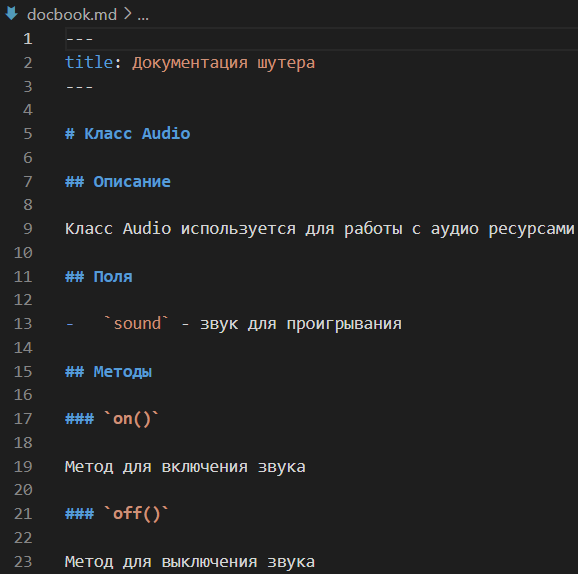 docbook.md > ...
1 ---
2 title: Документация шутера
3 ---
4
5 # Класс Audio
6
7 ## Описание
8
9 Класс Audio используется для работы с аудио ресурсами
10
11 ## Поля
12
13 -   `sound` - звук для проигрывания
14
15 ## Методы
16
17 ### `on()`
18
19 Метод для включения звука
20
21 ### `off()`
22
23 Метод для выключения звука